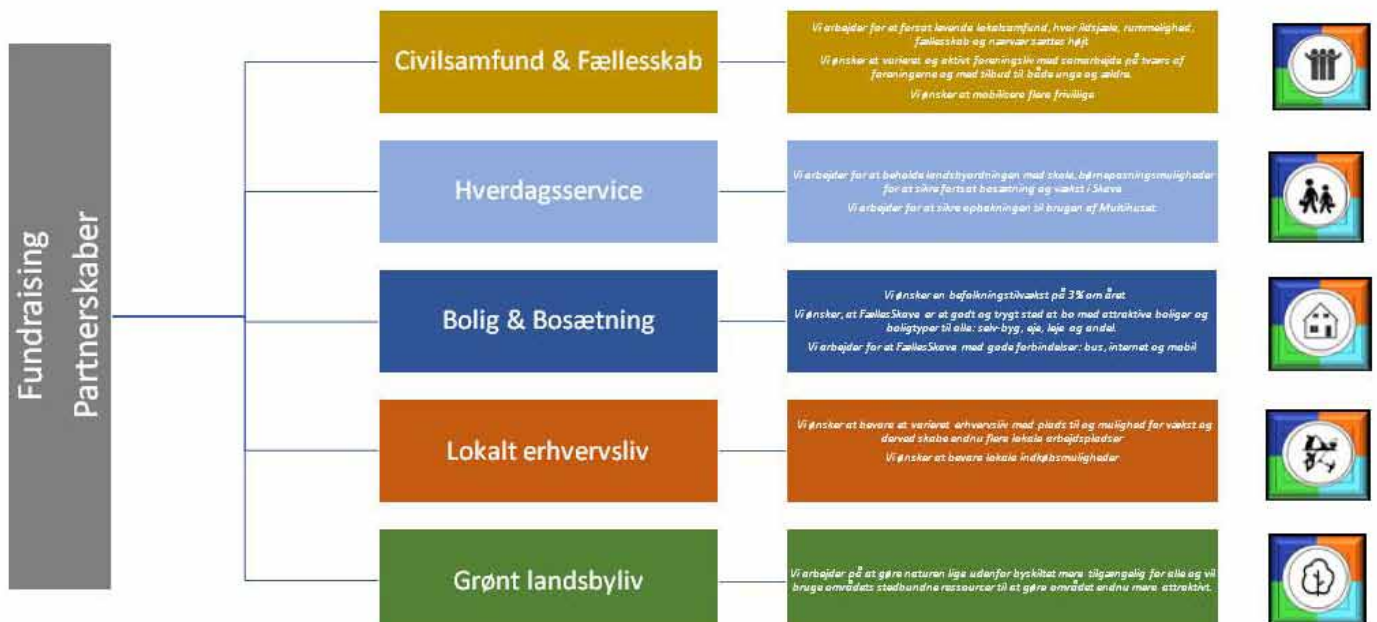 Fundraising
Partnerskaber
Civilsamfund & Fællesskab
Vi arbejder for et forsat levende lokalsamfund, hvor ildsjæle, rummelighed,
fællesskab og nærvær sættes højt
Vi ønsker et varieret og aktivt foreningsliv med samarbejde på tværs af
foreningerne og med tilbud til både unge og ældre.
Vi ønsker at mobilisere flere frivillige
Hverdagsservice
Vi arbejder for at beholde landsbyordningen med skole, børnepasningsmuligheder
for at sikre fortsat bosætning og vækst i Skave
Vi arbejder for at sikre opbakningen til brugen af Multihuset
Bolig & Bosætning
Vi ønsker en befolkningstilvækst på 3% om året
Vi ønsker, at FællesSkave er et godt og trygt sted at bo med attraktive boliger og
boligtyper til alle: selv-byg, eje, leje og andel.
Vi arbejder for at FællesSkave med gode forbindelser: bus, internet og mobil
Lokalt erhvervsliv
Vi ønsker at bevare et varieret erhvervsliv med plads til og mulighed for vækst og
derved skabe endnu flere lokale arbejdspladser
Vi ønsker at bevare lokale indkøbsmuligheder
Grønt landsbyliv
Vi arbejder på at gøre naturen lige udenfor byskiltet mere tilgængelig for alle og vil
bruge områdets stedbundne ressourcer til at gøre området endnu mere attraktivt.